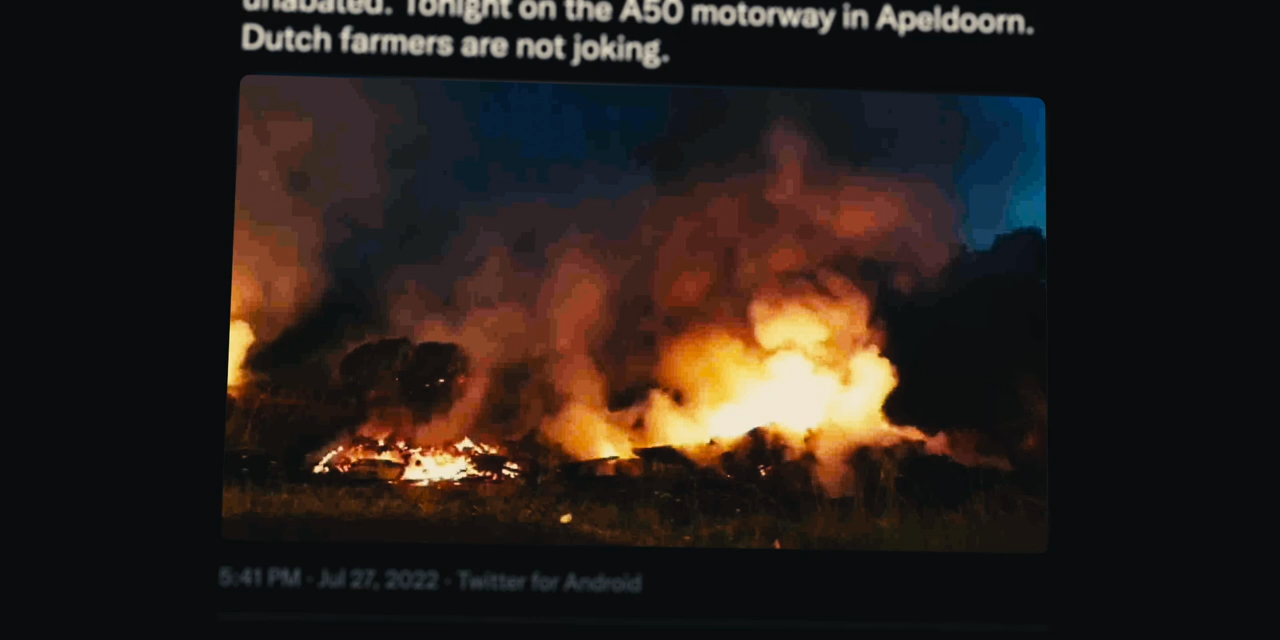 unabated. Tonight on the A50 motorway in Apeldoorn.
Dutch farmers are not joking.
5:41 PM · Jul 27, 2022 · Twitter for Android